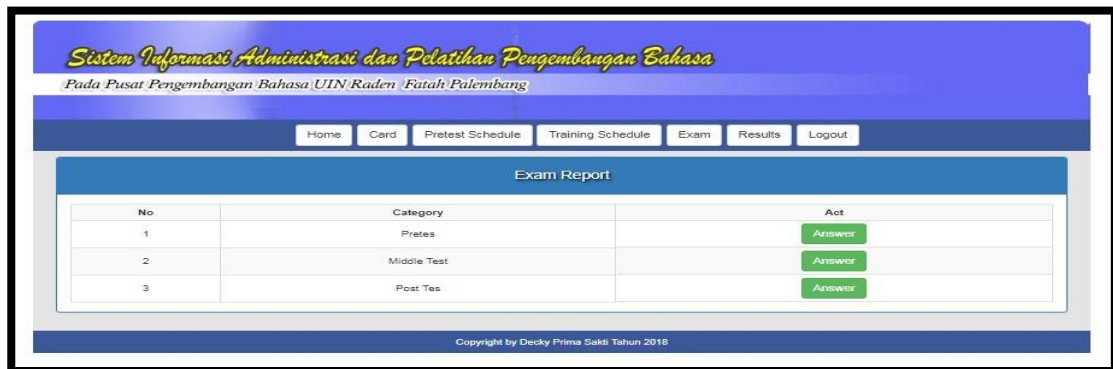 Sistem Informasi Administrasi dan Pelatihan Pengembangan Bahasa
Pada Pusat Pengembangan Bahasa UIN Raden Fatah Palembang
Home Card Pretest Schedule Training Schedule Exam Results Logout
Exam Report
No Category Act
1 Pretes Answer
2 Middle Test Answer
3 Post Tes Answer
Copyright by Decky Prima Sakti Tahun 2018